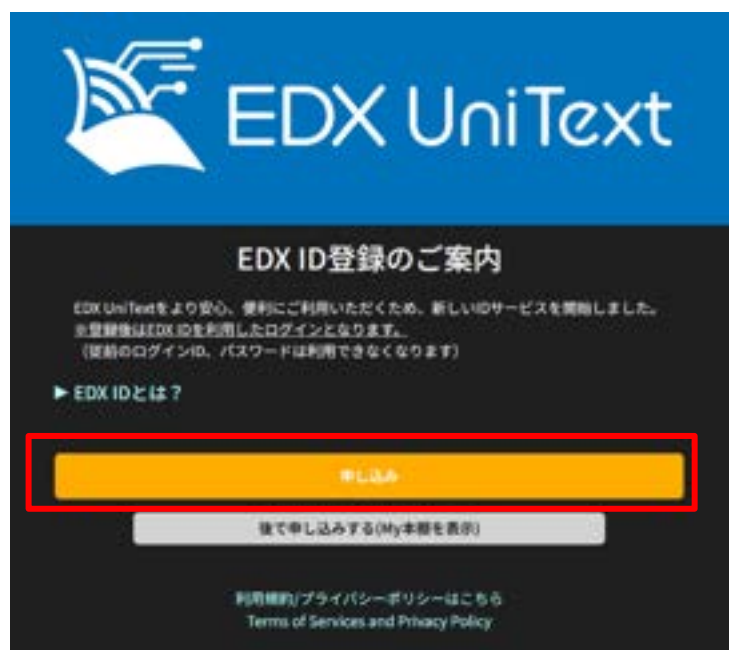 EDX UniText
EDX ID登録のご案内
EDX UniTextをより安心、便利にご利用いただくため、新しいIDサービスを開始しました。
※登録後はEDX IDを利用したログインとなります。
（従前のログインID、パスワードは利用できなくなります）
▶ EDX IDとは？
申し込み
後で申し込みする(My本棚を表示)
利用規約/プライバシーポリシーはこちら
Terms of Services and Privacy Policy